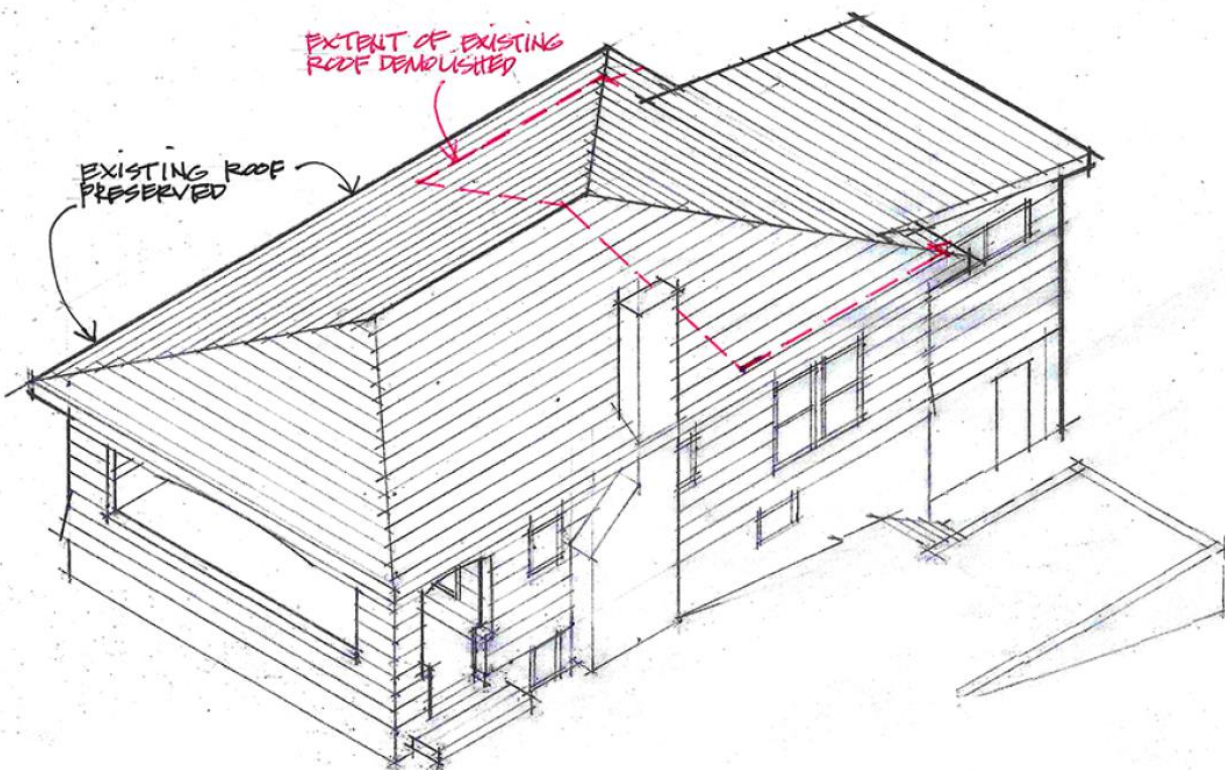 EXTENT OF EXISTING
ROOF DEMOLISHED
EXISTING ROOF
PRESERVED